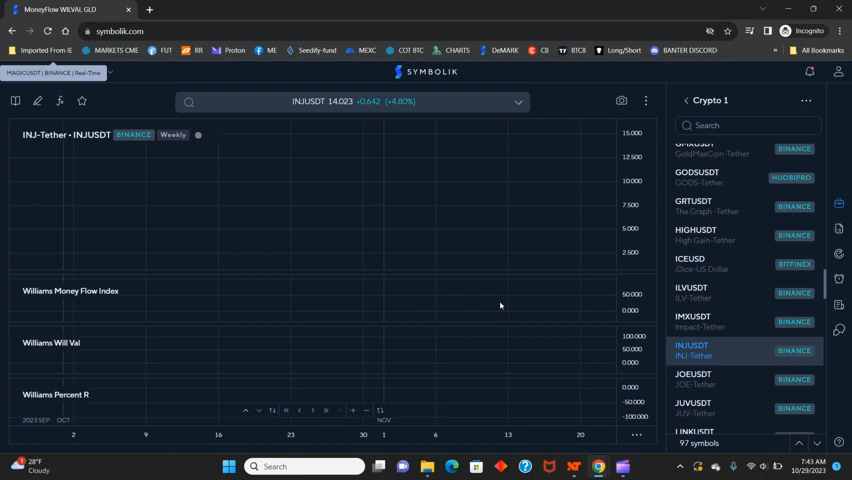 MoneyFlow WILVAL GLD
symbolik.com
Incognito
Imported From IE
MARKETS CME
FUT
RR
Proton
ME
Seedify-fund
MEXC
COT BTC
CHARTS
DeMARK
CB
BTC8
Long/Short
BANTER DISCORD
All Bookmarks
MAGICUSDT | BINANCE | Real-Time
SYMBOLIK
INJUSDT 14.023 +0.642 (+4.80%)
Crypto 1
Search
INJ-Tether • INJUSDT BINANCE Weekly
15.000
12.500
10.000
7.500
5.000
2.500
Williams Money Flow Index
50.000
0.000
Williams Will Val
100.000
50.000
0.000
Williams Percent R
0.000
-50.000
-100.000
2023 SEP OCT NOV
2 9 16 23 30 1 6 13 20
GMXUSDT
GoldMaxCoin-Tether
BINANCE
GODSUSDT
GODS-Tether
HUOBIPRO
GRTUSDT
The Graph -Tether
BINANCE
HIGHUSDT
High Gain-Tether
BINANCE
ICEUSD
iDice-US Dollar
BITFINEX
ILVUSDT
ILV-Tether
BINANCE
IMXUSDT
Impact-Tether
BINANCE
INJUSDT
INJ-Tether
BINANCE
JOEUSDT
JOE-Tether
BINANCE
JUVUSDT
JUV-Tether
BINANCE
LINKUSDT
97 symbols
28°F
Cloudy
Search
7:43 AM
10/29/2023